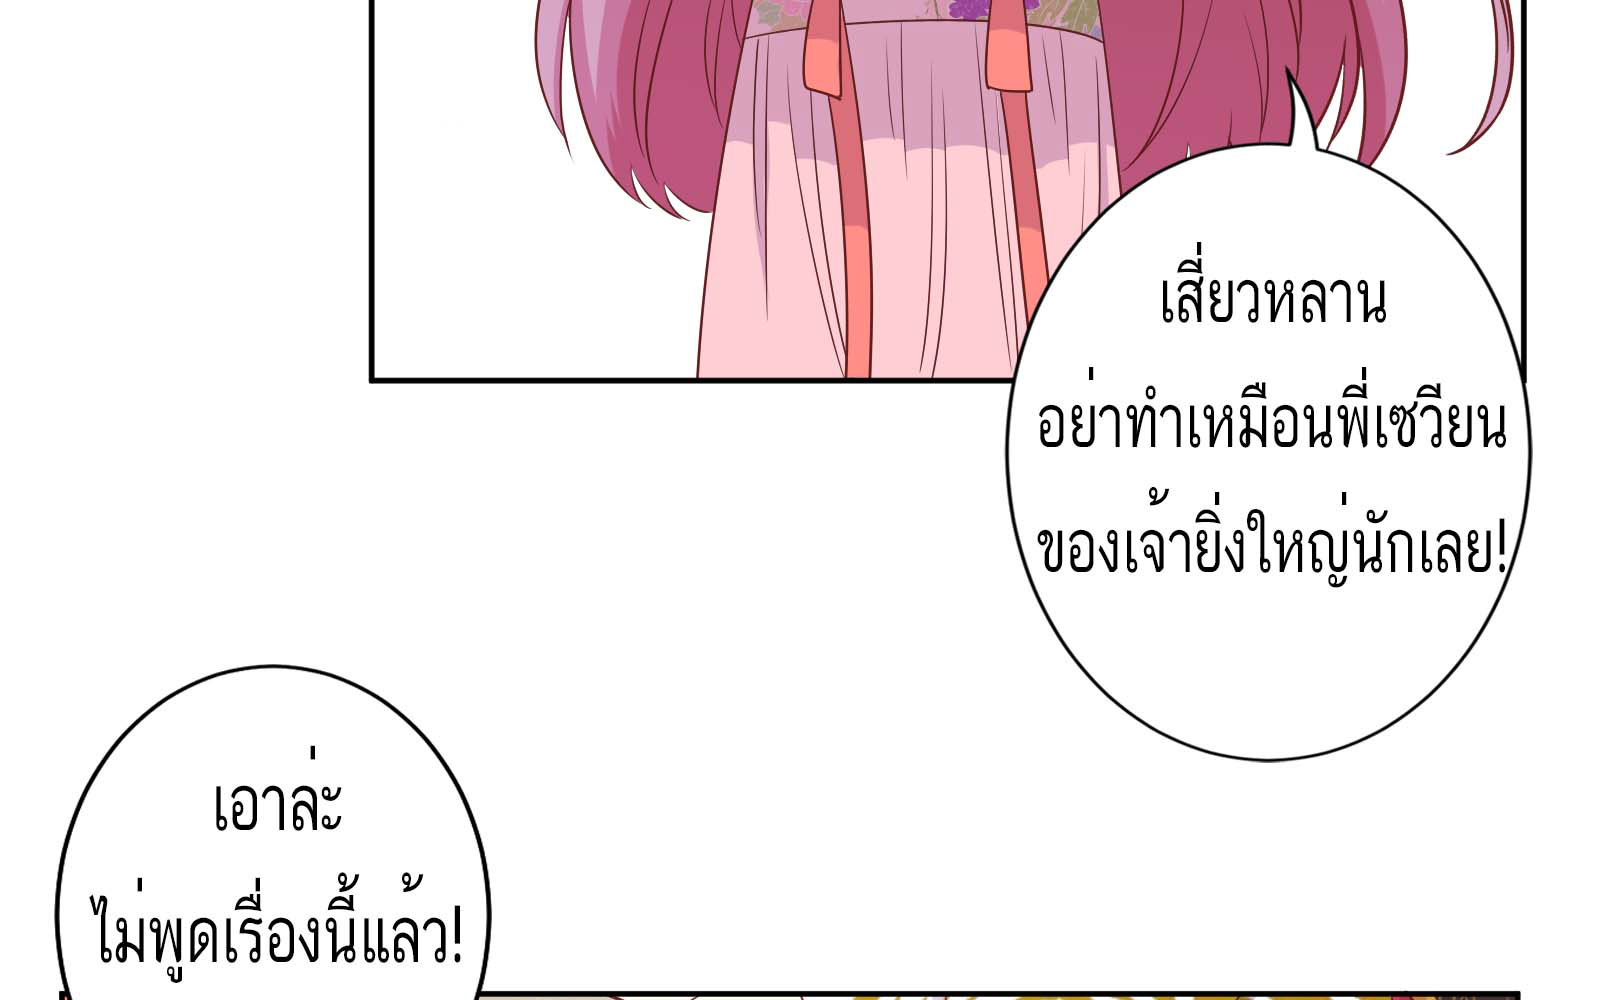 เสี่ยวหลาน
อย่าทำเหมือนพี่เซวียน
ของเจ้ายิ่งใหญ่นักเลย!
เอาล่ะ
ไม่พูดเรื่องนี้แล้ว!